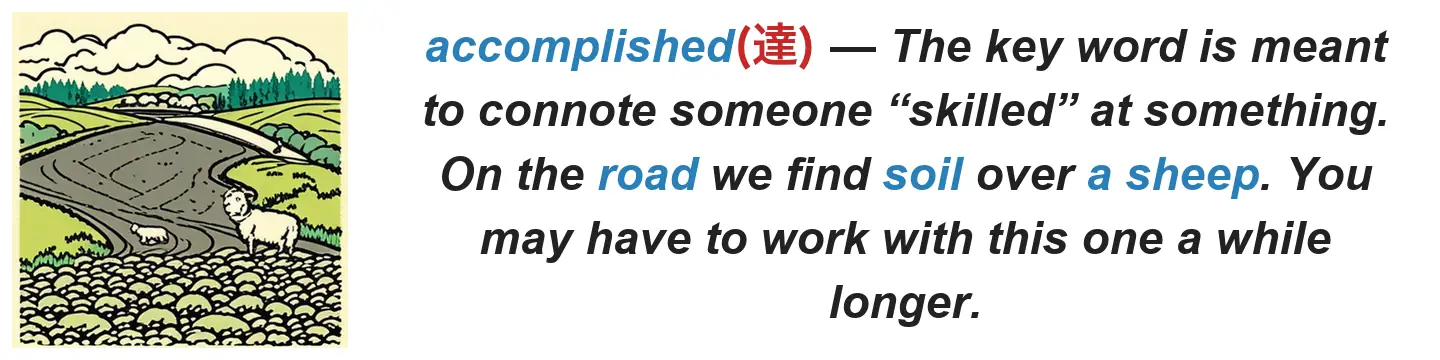 accomplished(達) — The key word is meant
to connote someone “skilled” at something.
On the road we find soil over a sheep. You
may have to work with this one a while
longer.